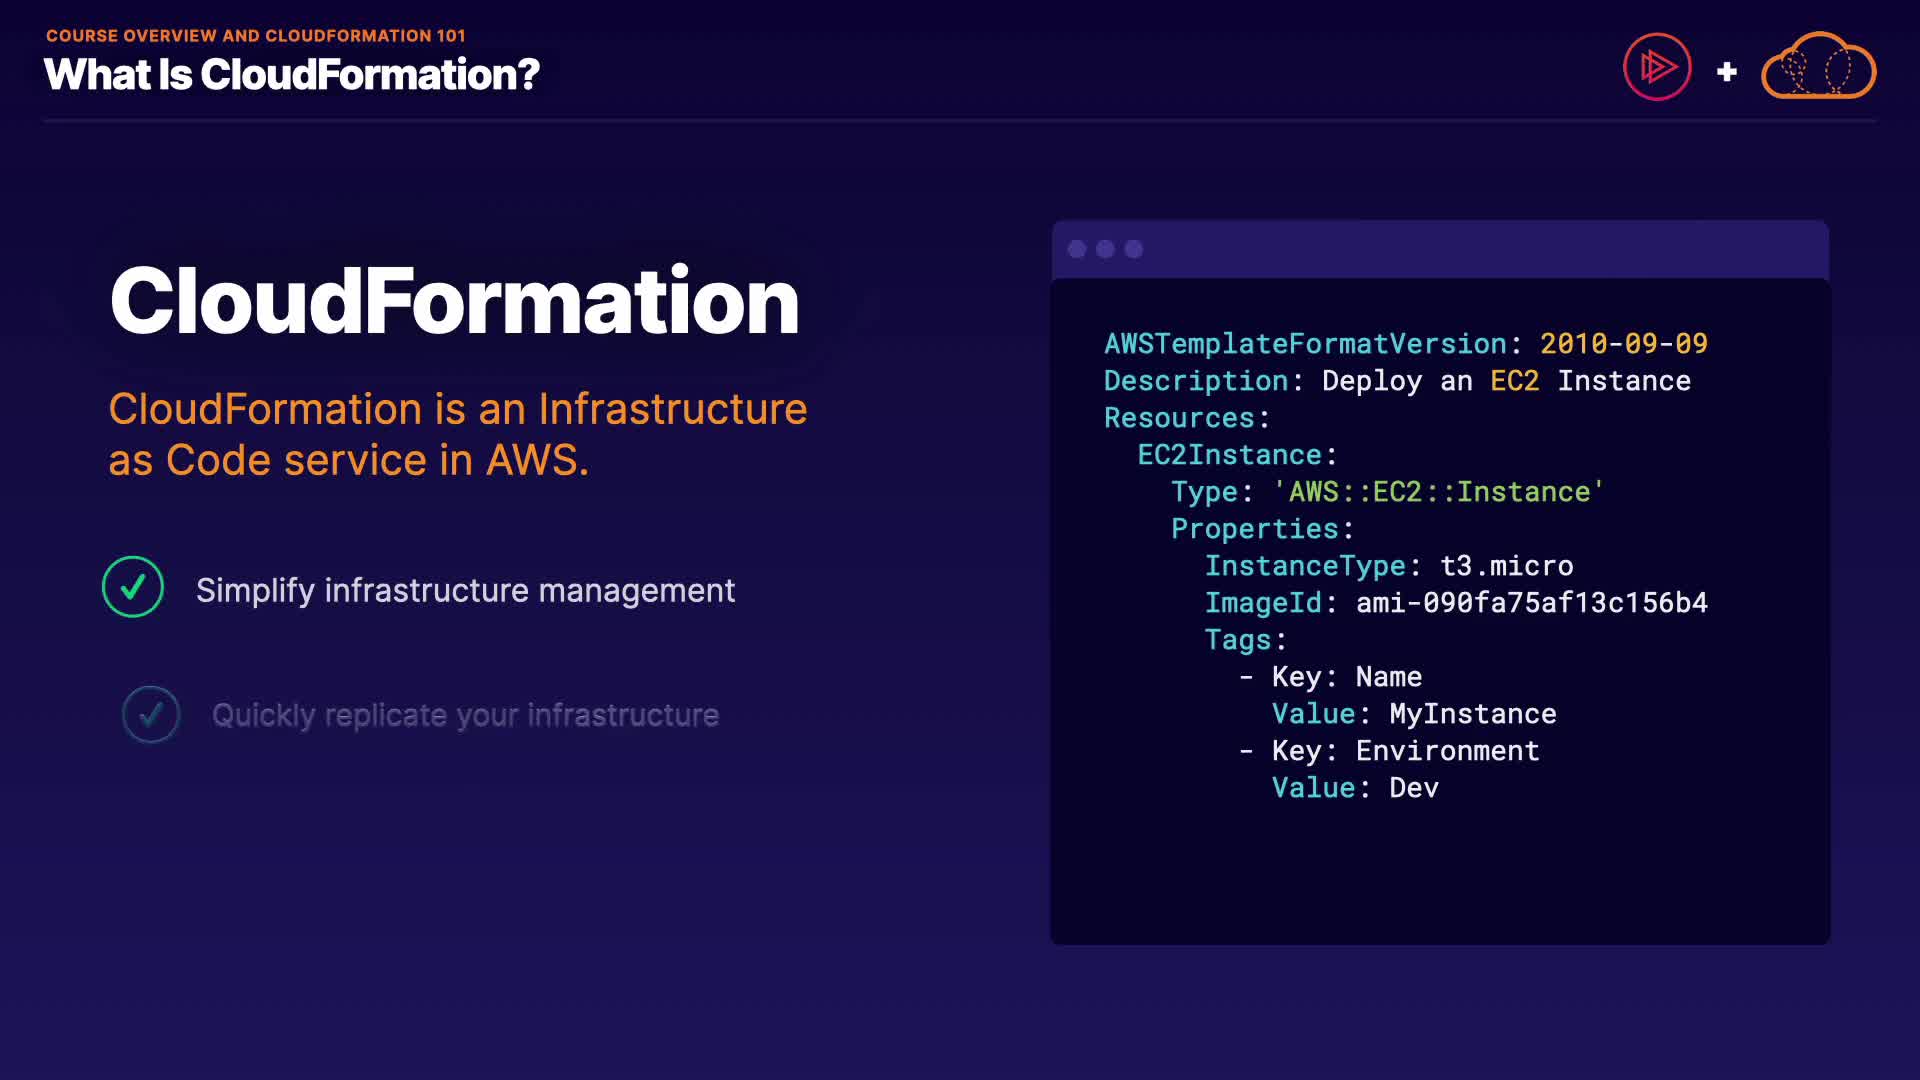 COURSE OVERVIEW AND CLOUDFORMATION 101
What Is CloudFormation?
CloudFormation
CloudFormation is an Infrastructure
as Code service in AWS.
Simplify infrastructure management
Quickly replicate your infrastructure
AWSTemplateFormatVersion: 2010-09-09
Description: Deploy an EC2 Instance
Resources:
  EC2Instance:
    Type: 'AWS::EC2::Instance'
    Properties:
      InstanceType: t3.micro
      ImageId: ami-090fa75af13c156b4
      Tags:
        - Key: Name
          Value: MyInstance
        - Key: Environment
          Value: Dev